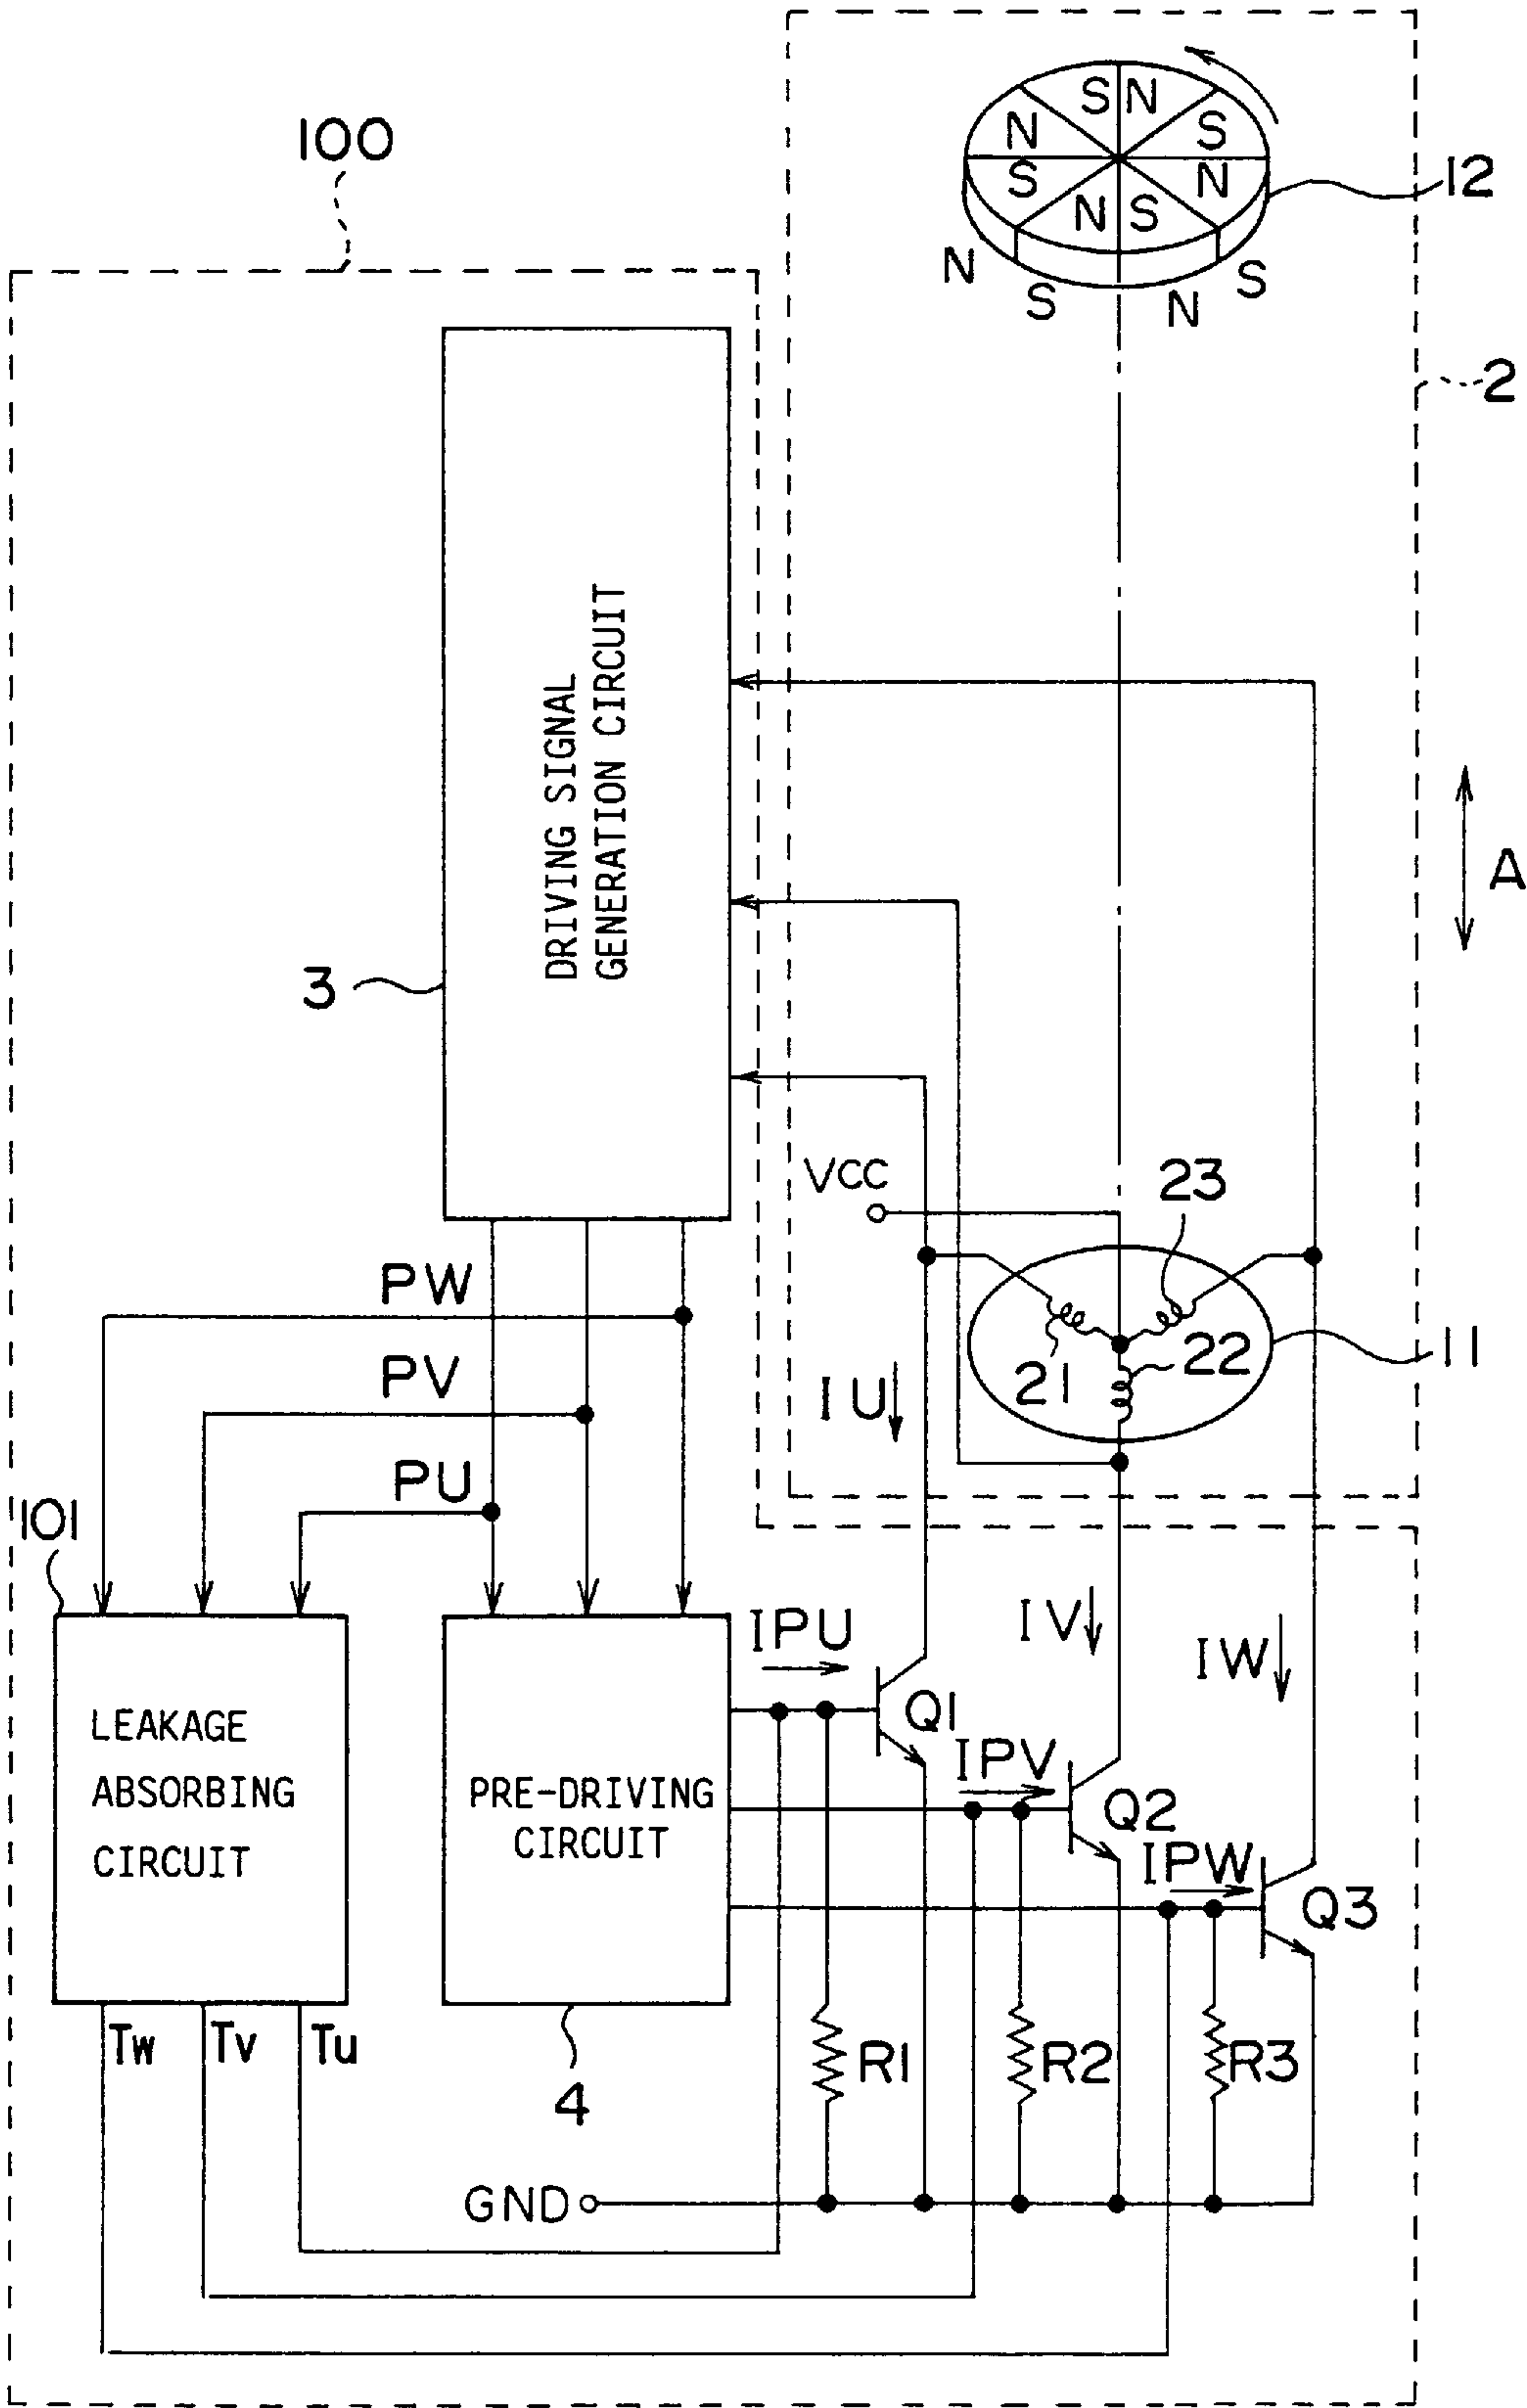 100
S N
N S
S N
N S
N S
S N
12
2
DRIVING SIGNAL
GENERATION CIRCUIT
A
3
VCC
23
PW
11
21
22
PV
IU
PU
101
IPU
IV
IW
LEAKAGE
ABSORBING
CIRCUIT
Q1
IPV
PRE-DRIVING
CIRCUIT
Q2
IPW
Q3
Tw
Tv
Tu
R1
R2
R3
4
GND